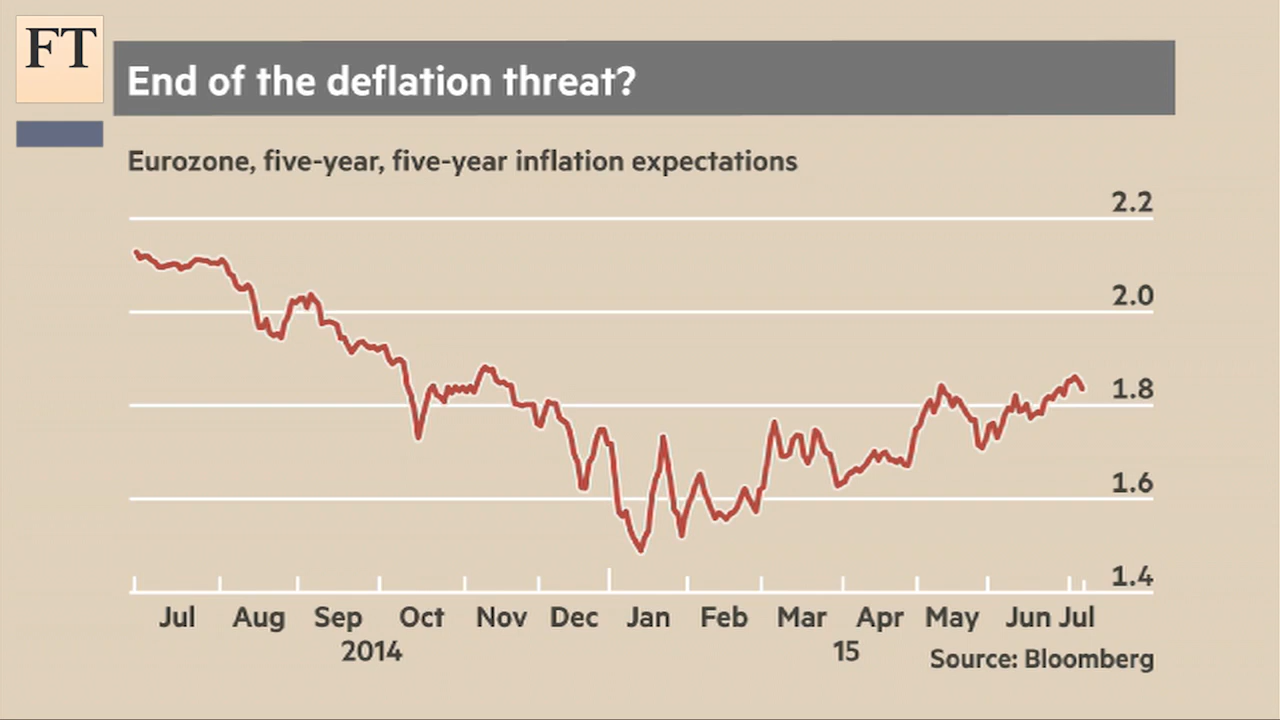 FT
End of the deflation threat?
Eurozone, five-year, five-year inflation expectations
2.2
2.0
1.8
1.6
1.4
Jul Aug Sep Oct Nov Dec Jan Feb Mar Apr May Jun Jul
2014 15
Source: Bloomberg